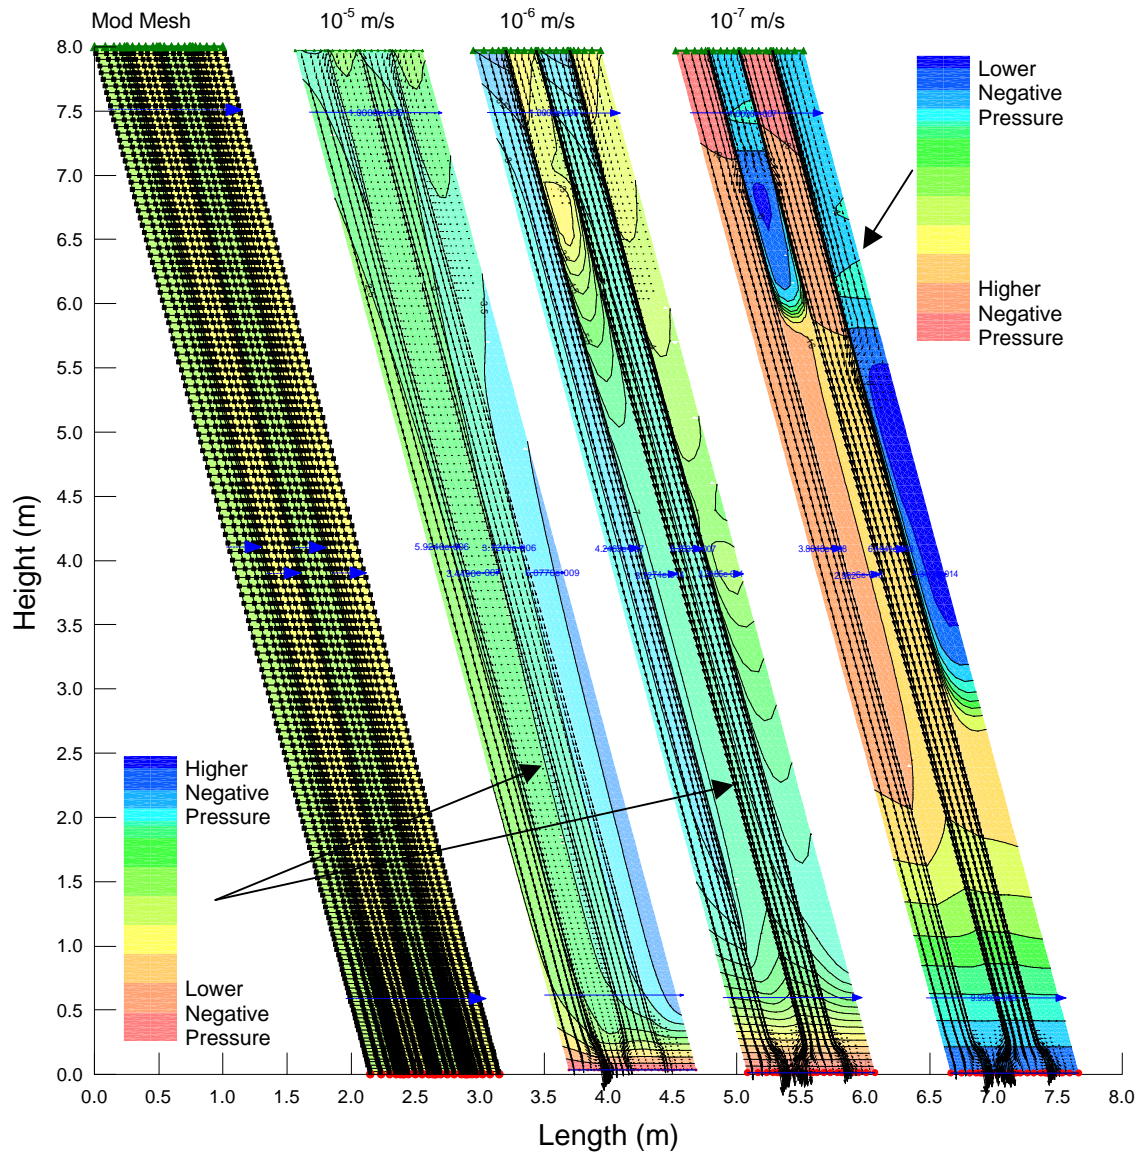 Mod Mesh
10⁻⁵ m/s
10⁻⁶ m/s
10⁻⁷ m/s
8.0
7.5
7.0
6.5
6.0
5.5
5.0
4.5
4.0
3.5
3.0
2.5
2.0
1.5
1.0
0.5
0.0
Height (m)
Lower
Negative
Pressure
Higher
Negative
Pressure
Higher
Negative
Pressure
Lower
Negative
Pressure
0.0 0.5 1.0 1.5 2.0 2.5 3.0 3.5 4.0 4.5 5.0 5.5 6.0 6.5 7.0 7.5 8.0
Length (m)